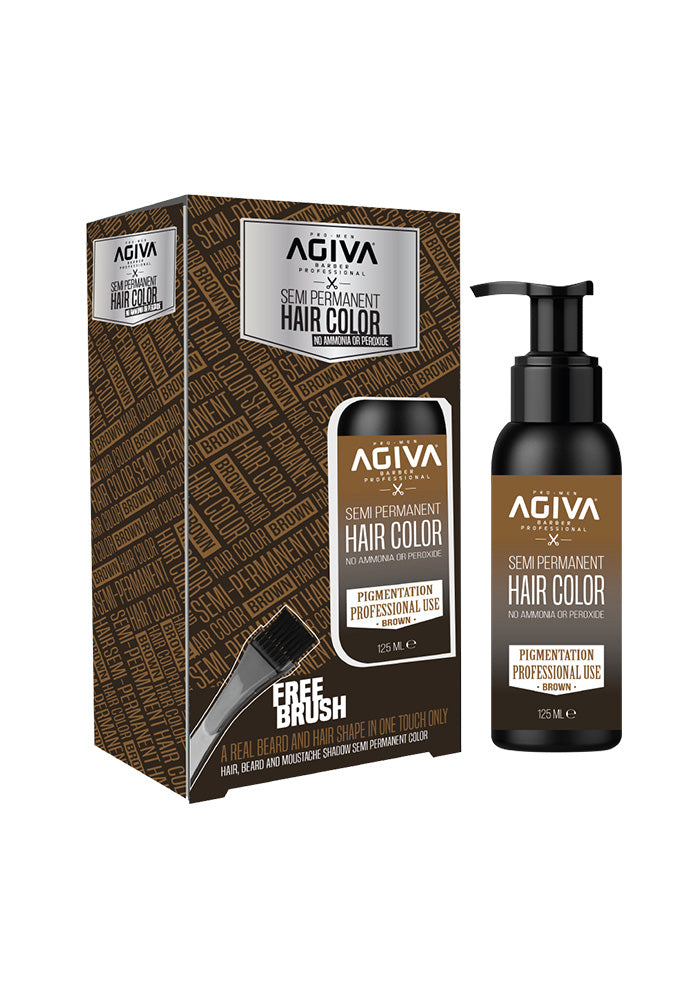 PRO-MEN
AGIVA
BARBER
PROFESSIONAL
SEMI PERMANENT
HAIR COLOR
NO AMMONIA OR PEROXIDE
PRO-MEN
AGIVA®
BARBER
PROFESSIONAL
SEMI PERMANENT
HAIR COLOR
NO AMMONIA OR PEROXIDE
PRO-MEN
AGIVA®
BARBER
PROFESSIONAL
SEMI PERMANENT
HAIR COLOR
NO AMMONIA OR PEROXIDE
PIGMENTATION
PROFESSIONAL USE
• BROWN •
125 ML ℮
FREE
BRUSH
A REAL BEARD AND HAIR SHAPE IN ONE TOUCH ONLY
HAIR, BEARD AND MOUSTACHE SHADOW SEMI PERMANENT COLOR
PRO-MEN
AGIVA®
BARBER
PROFESSIONAL
SEMI PERMANENT
HAIR COLOR
NO AMMONIA OR PEROXIDE
PIGMENTATION
PROFESSIONAL USE
• BROWN •
125 ML ℮